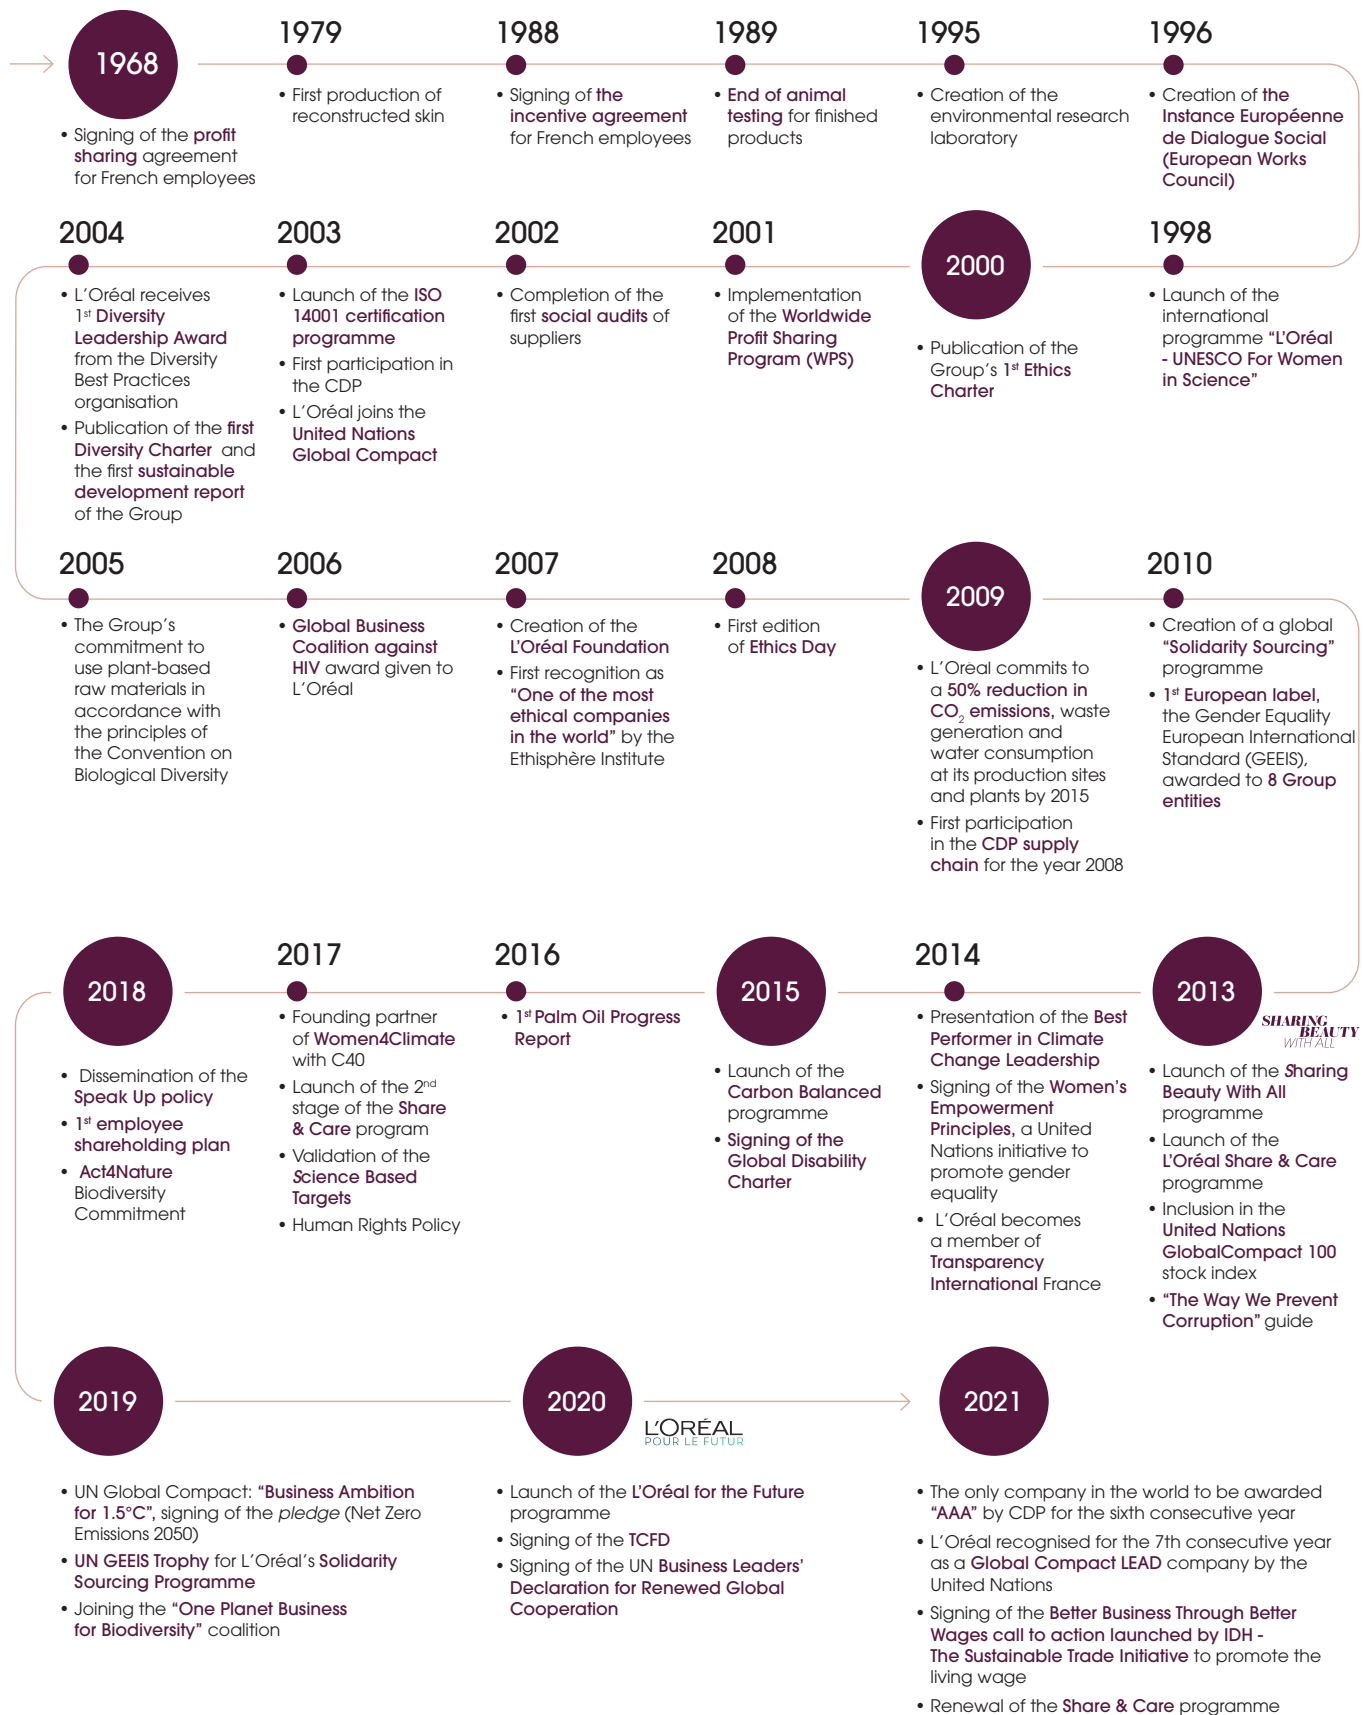 1968
• Signing of the profit
sharing agreement
for French employees
1979
• First production of
reconstructed skin
1988
• Signing of the
incentive agreement
for French employees
1989
• End of animal
testing for finished
products
1995
• Creation of the
environmental research
laboratory
1996
• Creation of the
Instance Européenne
de Dialogue Social
(European Works
Council)
1998
• Launch of the
international
programme “L’Oréal
- UNESCO For Women
in Science”
2000
• Publication of the
Group’s 1st Ethics
Charter
2001
• Implementation
of the Worldwide
Profit Sharing
Program (WPS)
2002
• Completion of the
first social audits of
suppliers
2003
• Launch of the ISO
14001 certification
programme
• First participation in
the CDP
• L’Oréal joins the
United Nations
Global Compact
2004
• L’Oréal receives
1st Diversity
Leadership Award
from the Diversity
Best Practices
organisation
• Publication of the first
Diversity Charter and
the first sustainable
development report
of the Group
2005
• The Group’s
commitment to
use plant-based
raw materials in
accordance with
the principles of
the Convention on
Biological Diversity
2006
• Global Business
Coalition against
HIV award given to
L’Oréal
2007
• Creation of the
L’Oréal Foundation
• First recognition as
“One of the most
ethical companies
in the world” by the
Ethisphère Institute
2008
• First edition
of Ethics Day
2009
• L’Oréal commits to
a 50% reduction in
CO2 emissions, waste
generation and
water consumption
at its production sites
and plants by 2015
• First participation
in the CDP supply
chain for the year 2008
2010
• Creation of a global
“Solidarity Sourcing”
programme
• 1st European label,
the Gender Equality
European International
Standard (GEEIS),
awarded to 8 Group
entities
2013
SHARING
BEAUTY
WITH ALL
• Launch of the Sharing
Beauty With All
programme
• Launch of the
L’Oréal Share & Care
programme
• Inclusion in the
United Nations
GlobalCompact 100
stock index
• “The Way We Prevent
Corruption” guide
2014
• Presentation of the Best
Performer in Climate
Change Leadership
• Signing of the Women’s
Empowerment
Principles, a United
Nations initiative to
promote gender
equality
• L’Oréal becomes
a member of
Transparency
International France
2015
• Launch of the
Carbon Balanced
programme
• Signing of the
Global Disability
Charter
2016
• 1st Palm Oil Progress
Report
2017
• Founding partner
of Women4Climate
with C40
• Launch of the 2nd
stage of the Share
& Care program
• Validation of the
Science Based
Targets
• Human Rights Policy
2018
• Dissemination of the
Speak Up policy
• 1st employee
shareholding plan
• Act4Nature
Biodiversity
Commitment
2019
• UN Global Compact: “Business Ambition
for 1.5°C”, signing of the pledge (Net Zero
Emissions 2050)
• UN GEEIS Trophy for L’Oréal’s Solidarity
Sourcing Programme
• Joining the “One Planet Business
for Biodiversity” coalition
2020
L’ORÉAL
POUR LE FUTUR
• Launch of the L’Oréal for the Future
programme
• Signing of the TCFD
• Signing of the UN Business Leaders’
Declaration for Renewed Global
Cooperation
2021
• The only company in the world to be awarded
“AAA” by CDP for the sixth consecutive year
• L’Oréal recognised for the 7th consecutive year
as a Global Compact LEAD company by the
United Nations
• Signing of the Better Business Through Better
Wages call to action launched by IDH -
The Sustainable Trade Initiative to promote the
living wage
• Renewal of the Share & Care programme